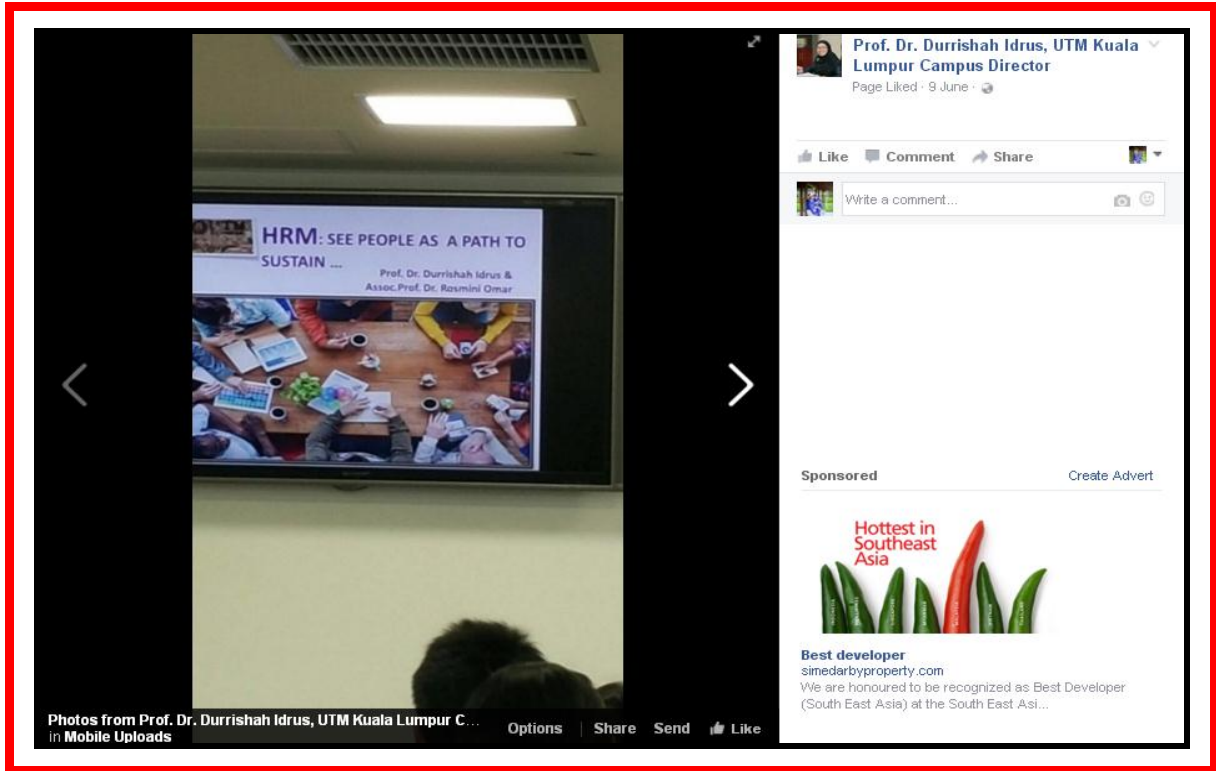 HRM: SEE PEOPLE AS A PATH TO
SUSTAIN ...
Prof. Dr. Durrishah Idrus &
Assoc.Prof. Dr. Rosmini Omar
Photos from Prof. Dr. Durrishah Idrus, UTM Kuala Lumpur C...
in Mobile Uploads
Options Share Send Like
Prof. Dr. Durrishah Idrus, UTM Kuala
Lumpur Campus Director
Page Liked · 9 June ·
Like Comment Share
Write a comment...
Sponsored Create Advert
Hottest in
Southeast
Asia
Best developer
simedarbyproperty.com
We are honoured to be recognized as Best Developer
(South East Asia) at the South East Asi...